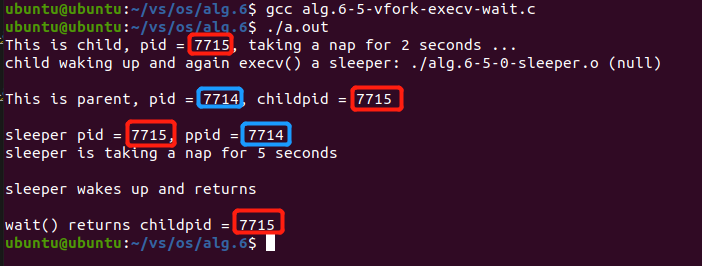 ubuntu@ubuntu:~/vs/os/alg.6$ gcc alg.6-5-vfork-execv-wait.c
ubuntu@ubuntu:~/vs/os/alg.6$ ./a.out
This is child, pid = 7715, taking a nap for 2 seconds ...
child waking up and again execv() a sleeper: ./alg.6-5-0-sleeper.o (null)
This is parent, pid = 7714, childpid = 7715
sleeper pid = 7715, ppid = 7714
sleeper is taking a nap for 5 seconds
sleeper wakes up and returns
wait() returns childpid = 7715
ubuntu@ubuntu:~/vs/os/alg.6$